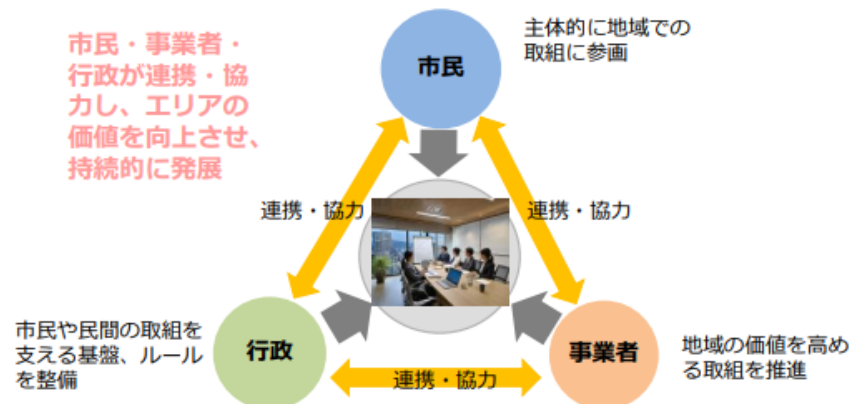 市民・事業者・
行政が連携・協
力し、エリアの
価値を向上させ、
持続的に発展
市民
主体的に地域での
取組に参画
連携・協力
連携・協力
市民や民間の取組を
支える基盤、ルール
を整備
行政
連携・協力
事業者
地域の価値を高め
る取組を推進